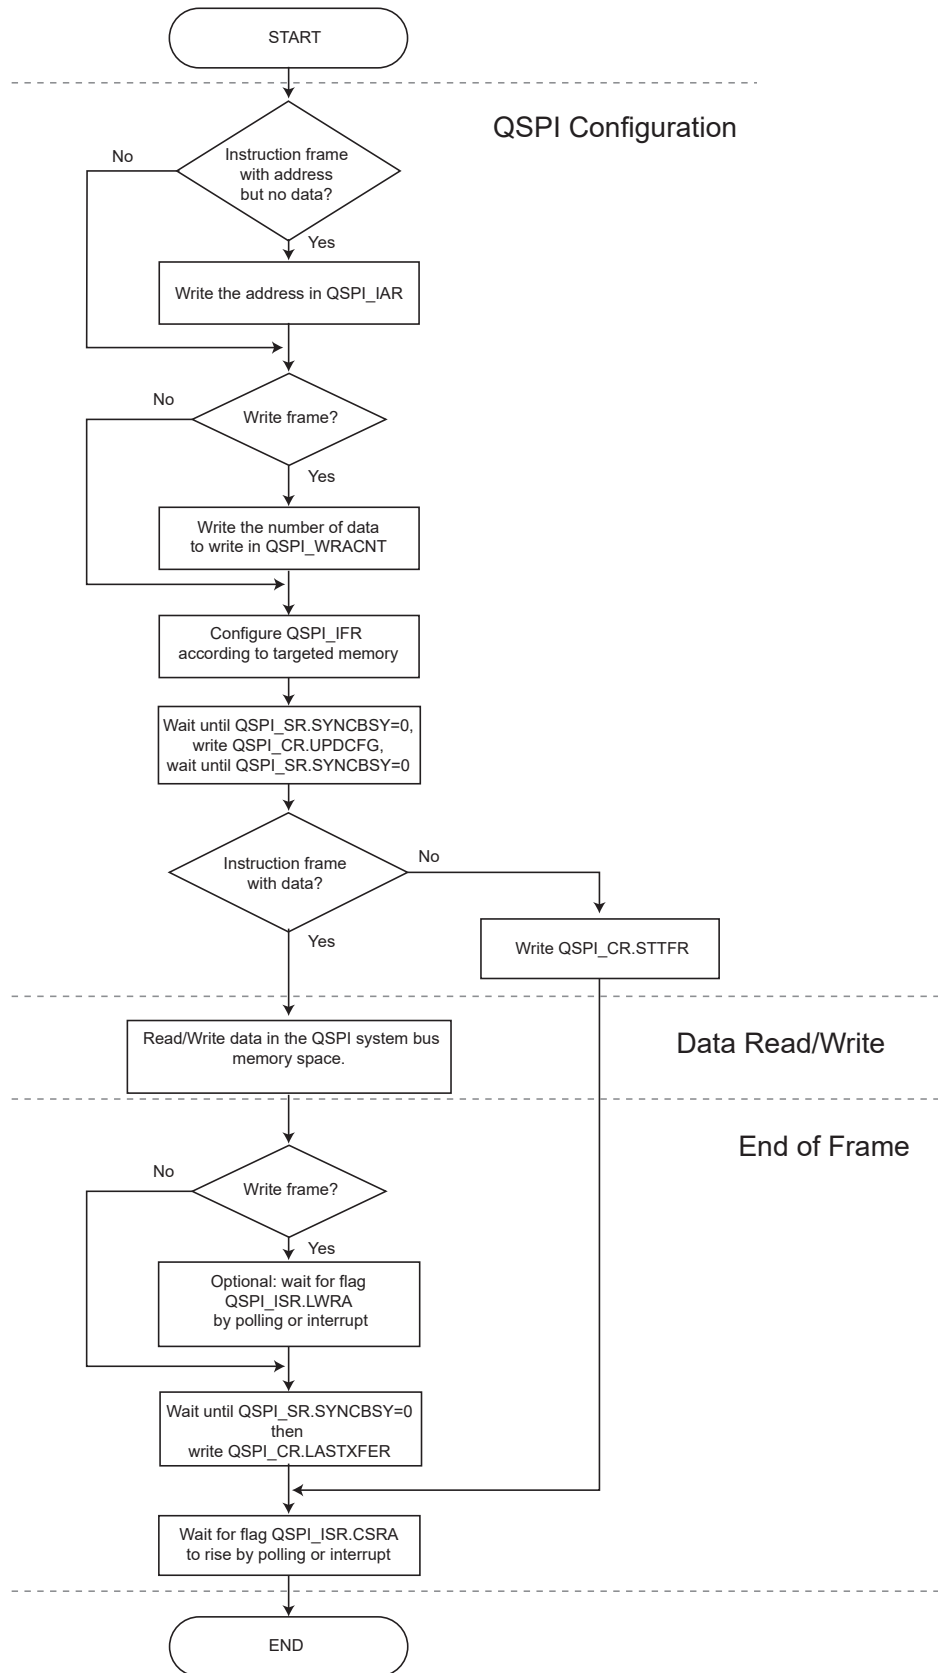 START
QSPI Configuration
No
Instruction frame
with address
but no data?
Yes
Write the address in QSPI_IAR
No
Write frame?
Yes
Write the number of data
to write in QSPI_WRACNT
Configure QSPI_IFR
according to targeted memory
Wait until QSPI_SR.SYNCBSY=0,
write QSPI_CR.UPDCFG,
wait until QSPI_SR.SYNCBSY=0
Instruction frame
with data?
No
Yes
Write QSPI_CR.STTFR
Read/Write data in the QSPI system bus
memory space.
Data Read/Write
End of Frame
No
Write frame?
Yes
Optional: wait for flag
QSPI_ISR.LWRA
by polling or interrupt
Wait until QSPI_SR.SYNCBSY=0
then
write QSPI_CR.LASTXFER
Wait for flag QSPI_ISR.CSRA
to rise by polling or interrupt
END